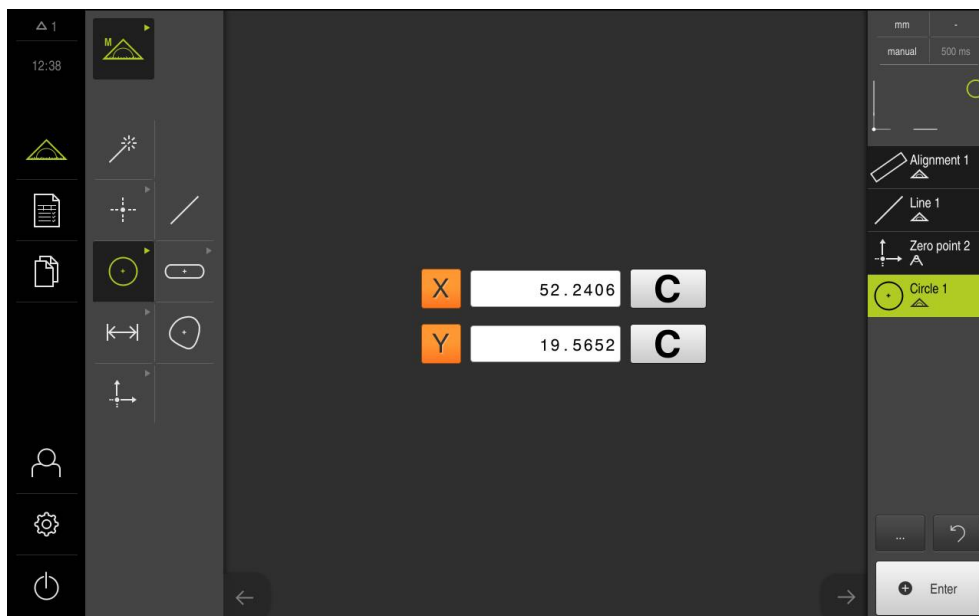 1
12:38
M
X 52.2406 C
Y 19.5652 C
mm -
manual 500 ms
Alignment 1
Line 1
Zero point 2
Circle 1
...
Enter